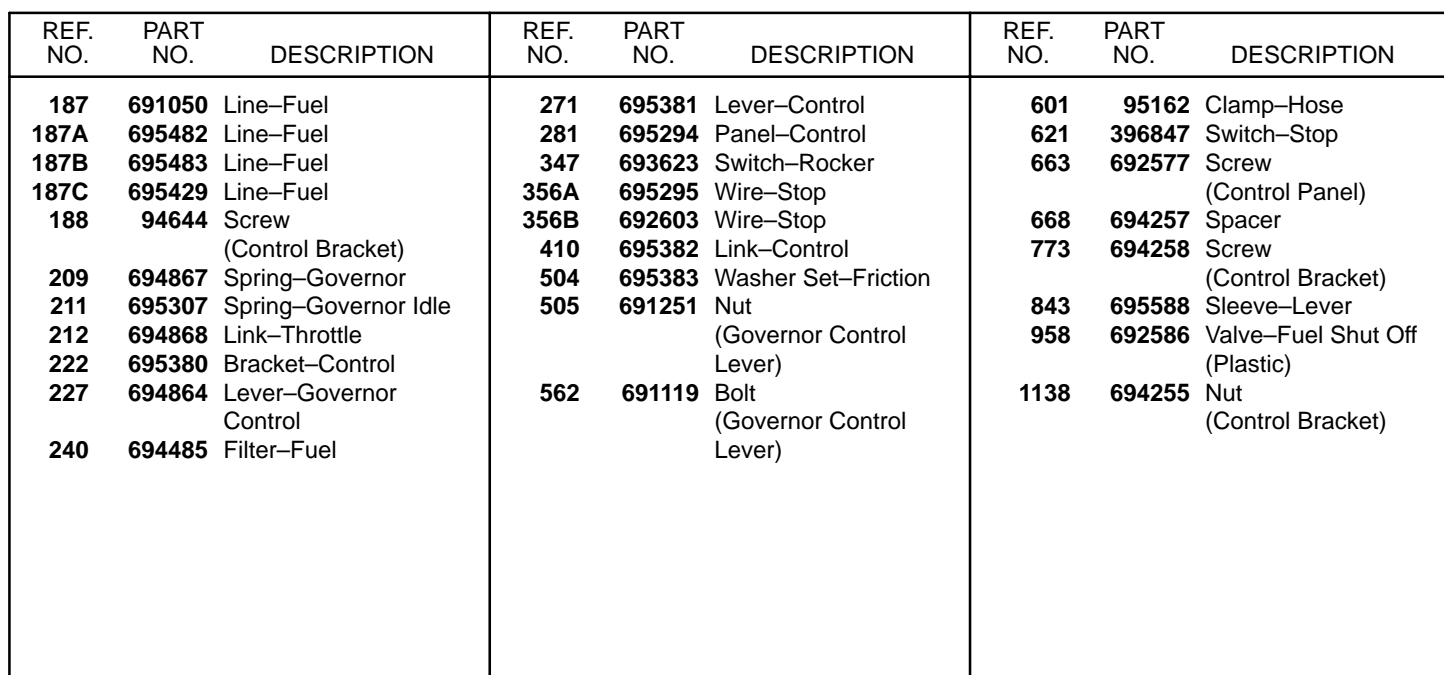 REF. NO. PART NO. DESCRIPTION
187 691050 Line–Fuel
187A 695482 Line–Fuel
187B 695483 Line–Fuel
187C 695429 Line–Fuel
188 94644 Screw
(Control Bracket)
209 694867 Spring–Governor
211 695307 Spring–Governor Idle
212 694868 Link–Throttle
222 695380 Bracket–Control
227 694864 Lever–Governor
Control
240 694485 Filter–Fuel
REF. NO. PART NO. DESCRIPTION
271 695381 Lever–Control
281 695294 Panel–Control
347 693623 Switch–Rocker
356A 695295 Wire–Stop
356B 692603 Wire–Stop
410 695382 Link–Control
504 695383 Washer Set–Friction
505 691251 Nut
(Governor Control
Lever)
562 691119 Bolt
(Governor Control
Lever)
REF. NO. PART NO. DESCRIPTION
601 95162 Clamp–Hose
621 396847 Switch–Stop
663 692577 Screw
(Control Panel)
668 694257 Spacer
773 694258 Screw
(Control Bracket)
843 695588 Sleeve–Lever
958 692586 Valve–Fuel Shut Off
(Plastic)
1138 694255 Nut
(Control Bracket)